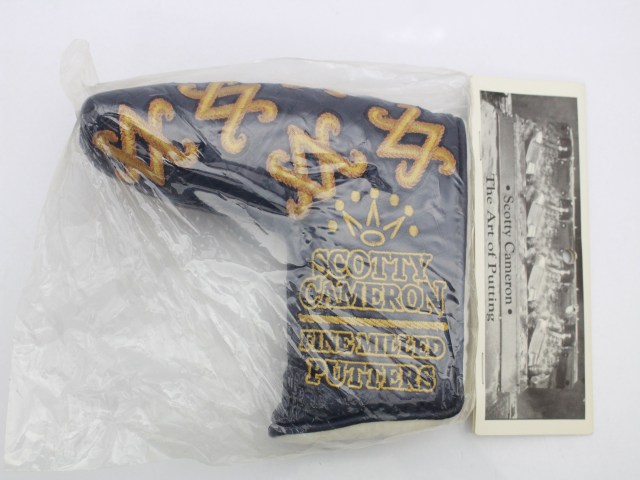 SCOTTY
CAMERON
FINE MILLED
PUTTERS
• Scotty Cameron •
The Art of Putting